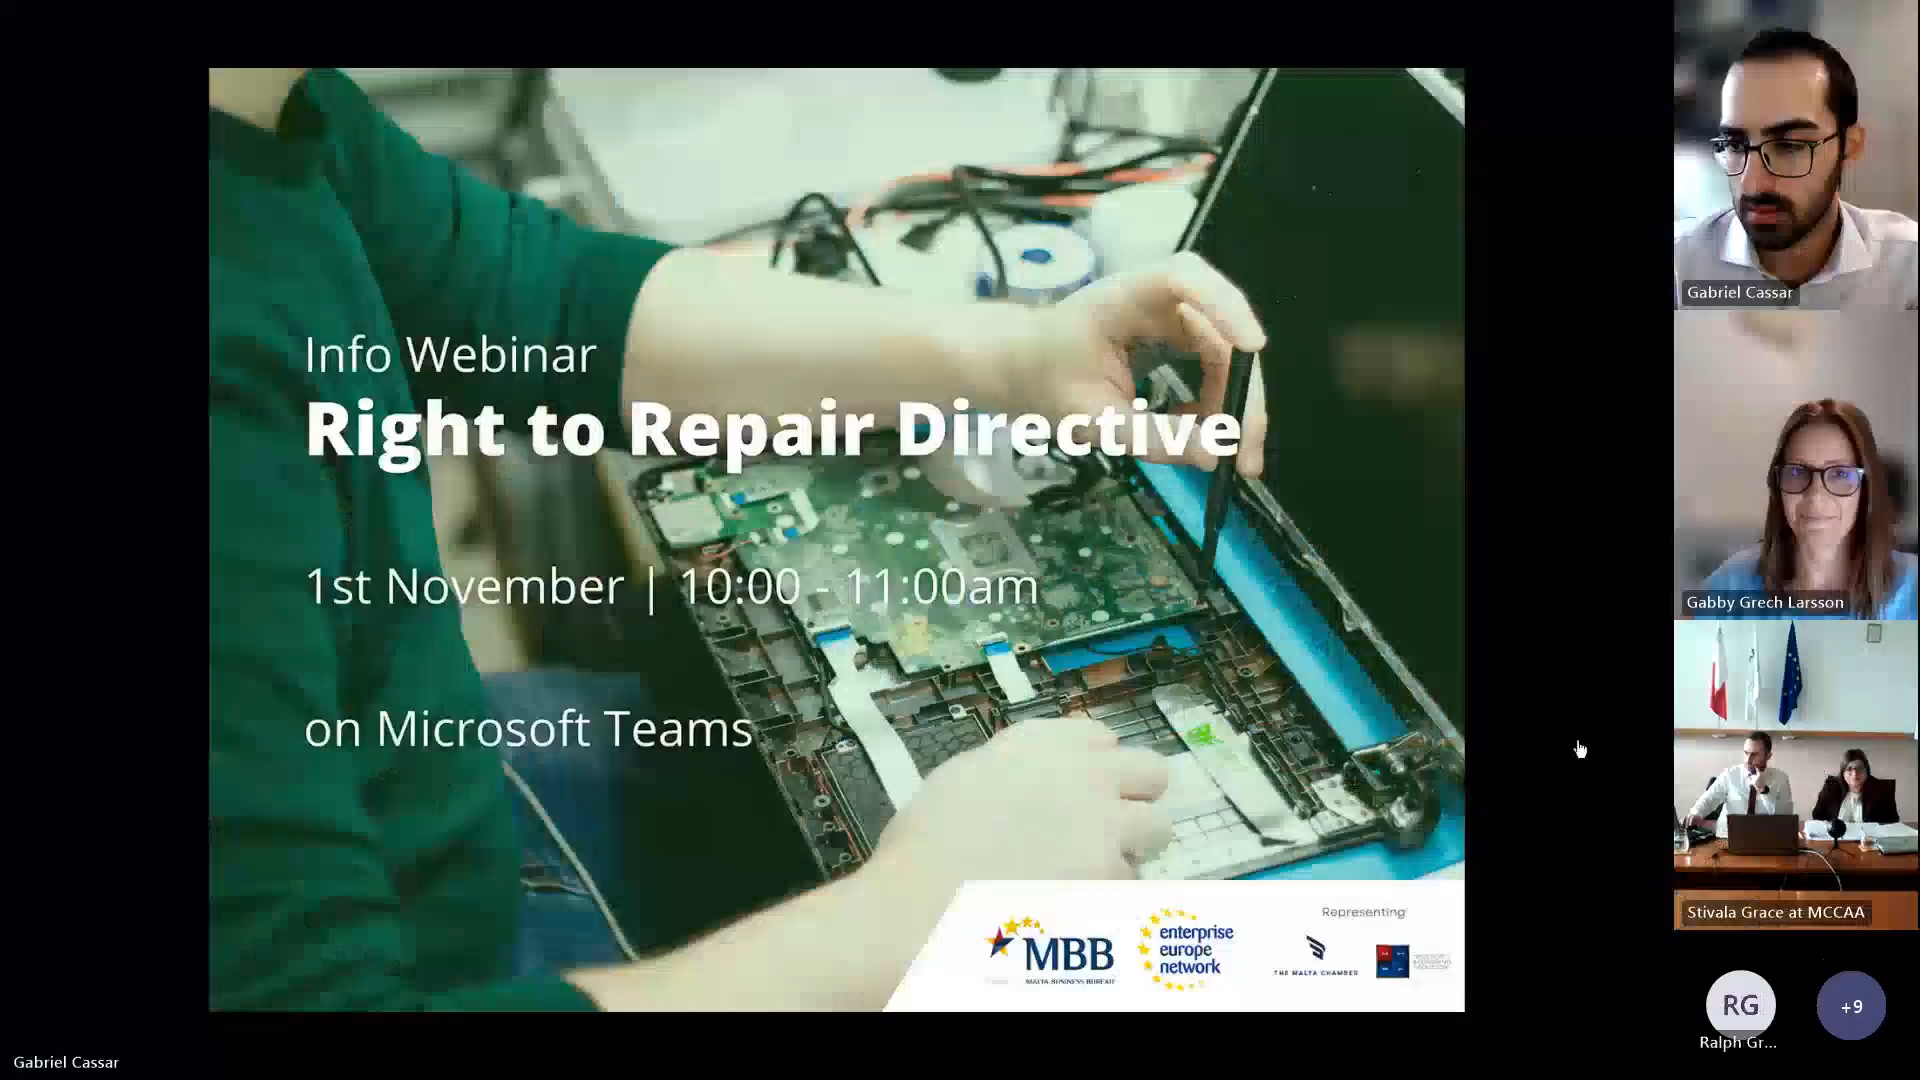 Info Webinar
Right to Repair Directive
1st November | 10:00 - 11:00am
on Microsoft Teams
Representing
MBB
MALTA BUSINESS BUREAU
enterprise
europe
network
THE MALTA CHAMBER
Gabriel Cassar
Gabby Grech Larsson
Stivala Grace at MCCAA
RG
+9
Ralph Gr...
Gabriel Cassar